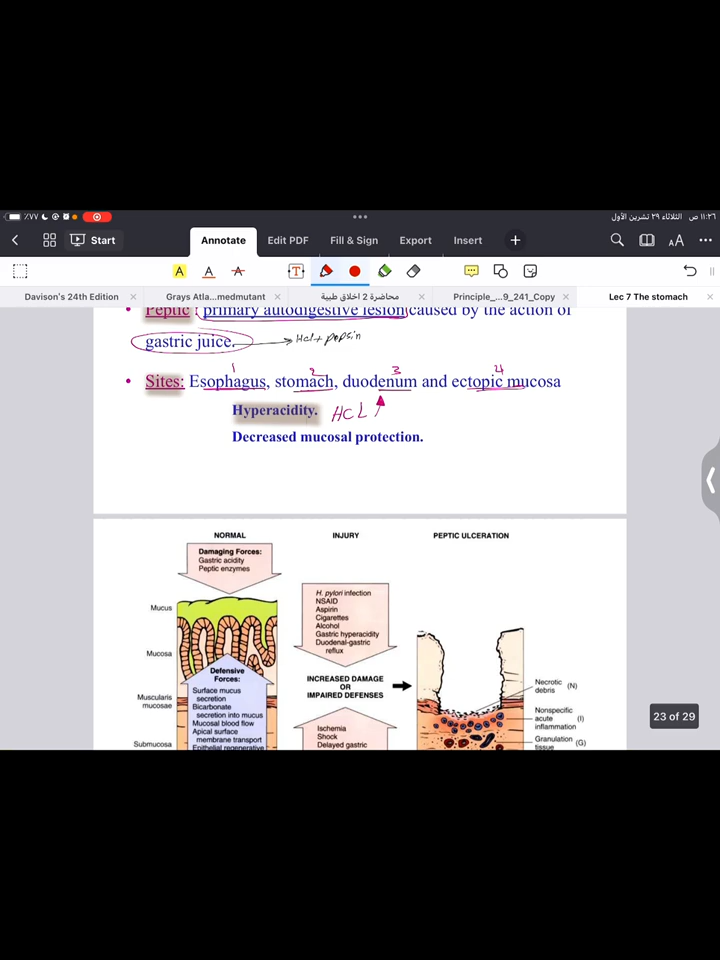 ٪٧٧
١١:٢٦ ص الثلاثاء ٢٩ تشرين الأول
Start
Annotate Edit PDF Fill & Sign Export Insert
Davison's 24th Edition
Grays Atla...medmutant
محاضرة 2 اخلاق طبية
Principle_...9_241_Copy
Lec 7 The stomach
• Peptic : primary autodigestive lesion caused by the action of
gastric juice. → Hcl + pepsin
1 2 3 4
• Sites: Esophagus, stomach, duodenum and ectopic mucosa
Hyperacidity. HCL ↑
Decreased mucosal protection.
NORMAL
Damaging Forces:
Gastric acidity
Peptic enzymes
Mucus
Mucosa
Muscularis
mucosae
Submucosa
Defensive
Forces:
Surface mucus
secretion
Bicarbonate
secretion into mucus
Mucosal blood flow
Apical surface
membrane transport
Epithelial regenerative
INJURY
H. pylori infection
NSAID
Aspirin
Cigarettes
Alcohol
Gastric hyperacidity
Duodenal-gastric
reflux
INCREASED DAMAGE
OR
IMPAIRED DEFENSES
Ischemia
Shock
Delayed gastric
PEPTIC ULCERATION
Necrotic
debris (N)
Nonspecific
acute (I)
inflammation
Granulation
tissue (G)
23 of 29